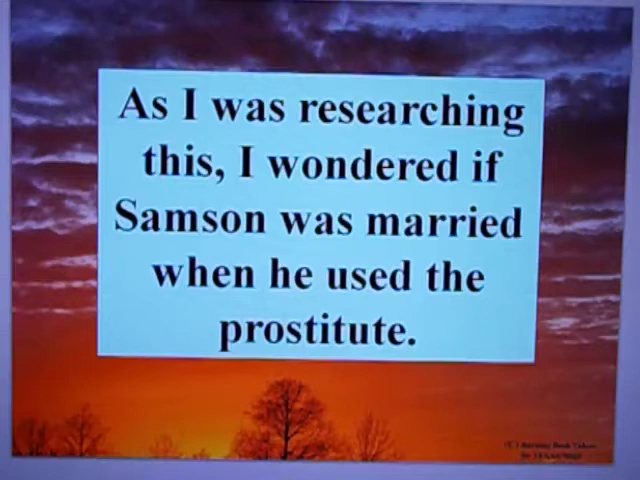 As I was researching
this, I wondered if
Samson was married
when he used the
prostitute.